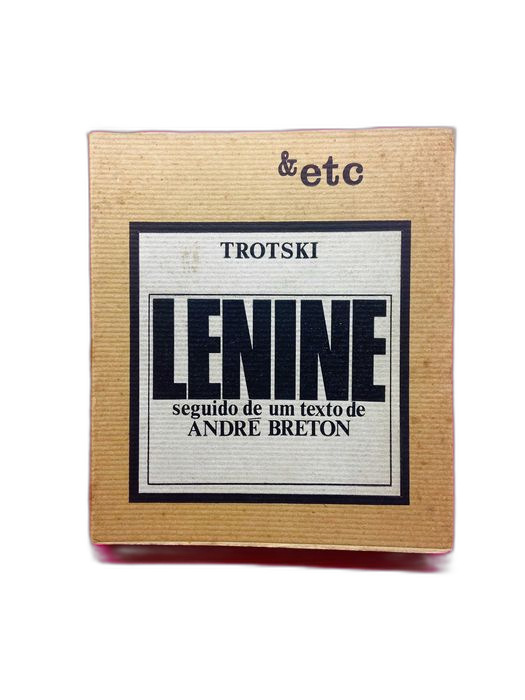 &etc
TROTSKI
LENINE
seguido de um texto de
ANDRÉ BRETON